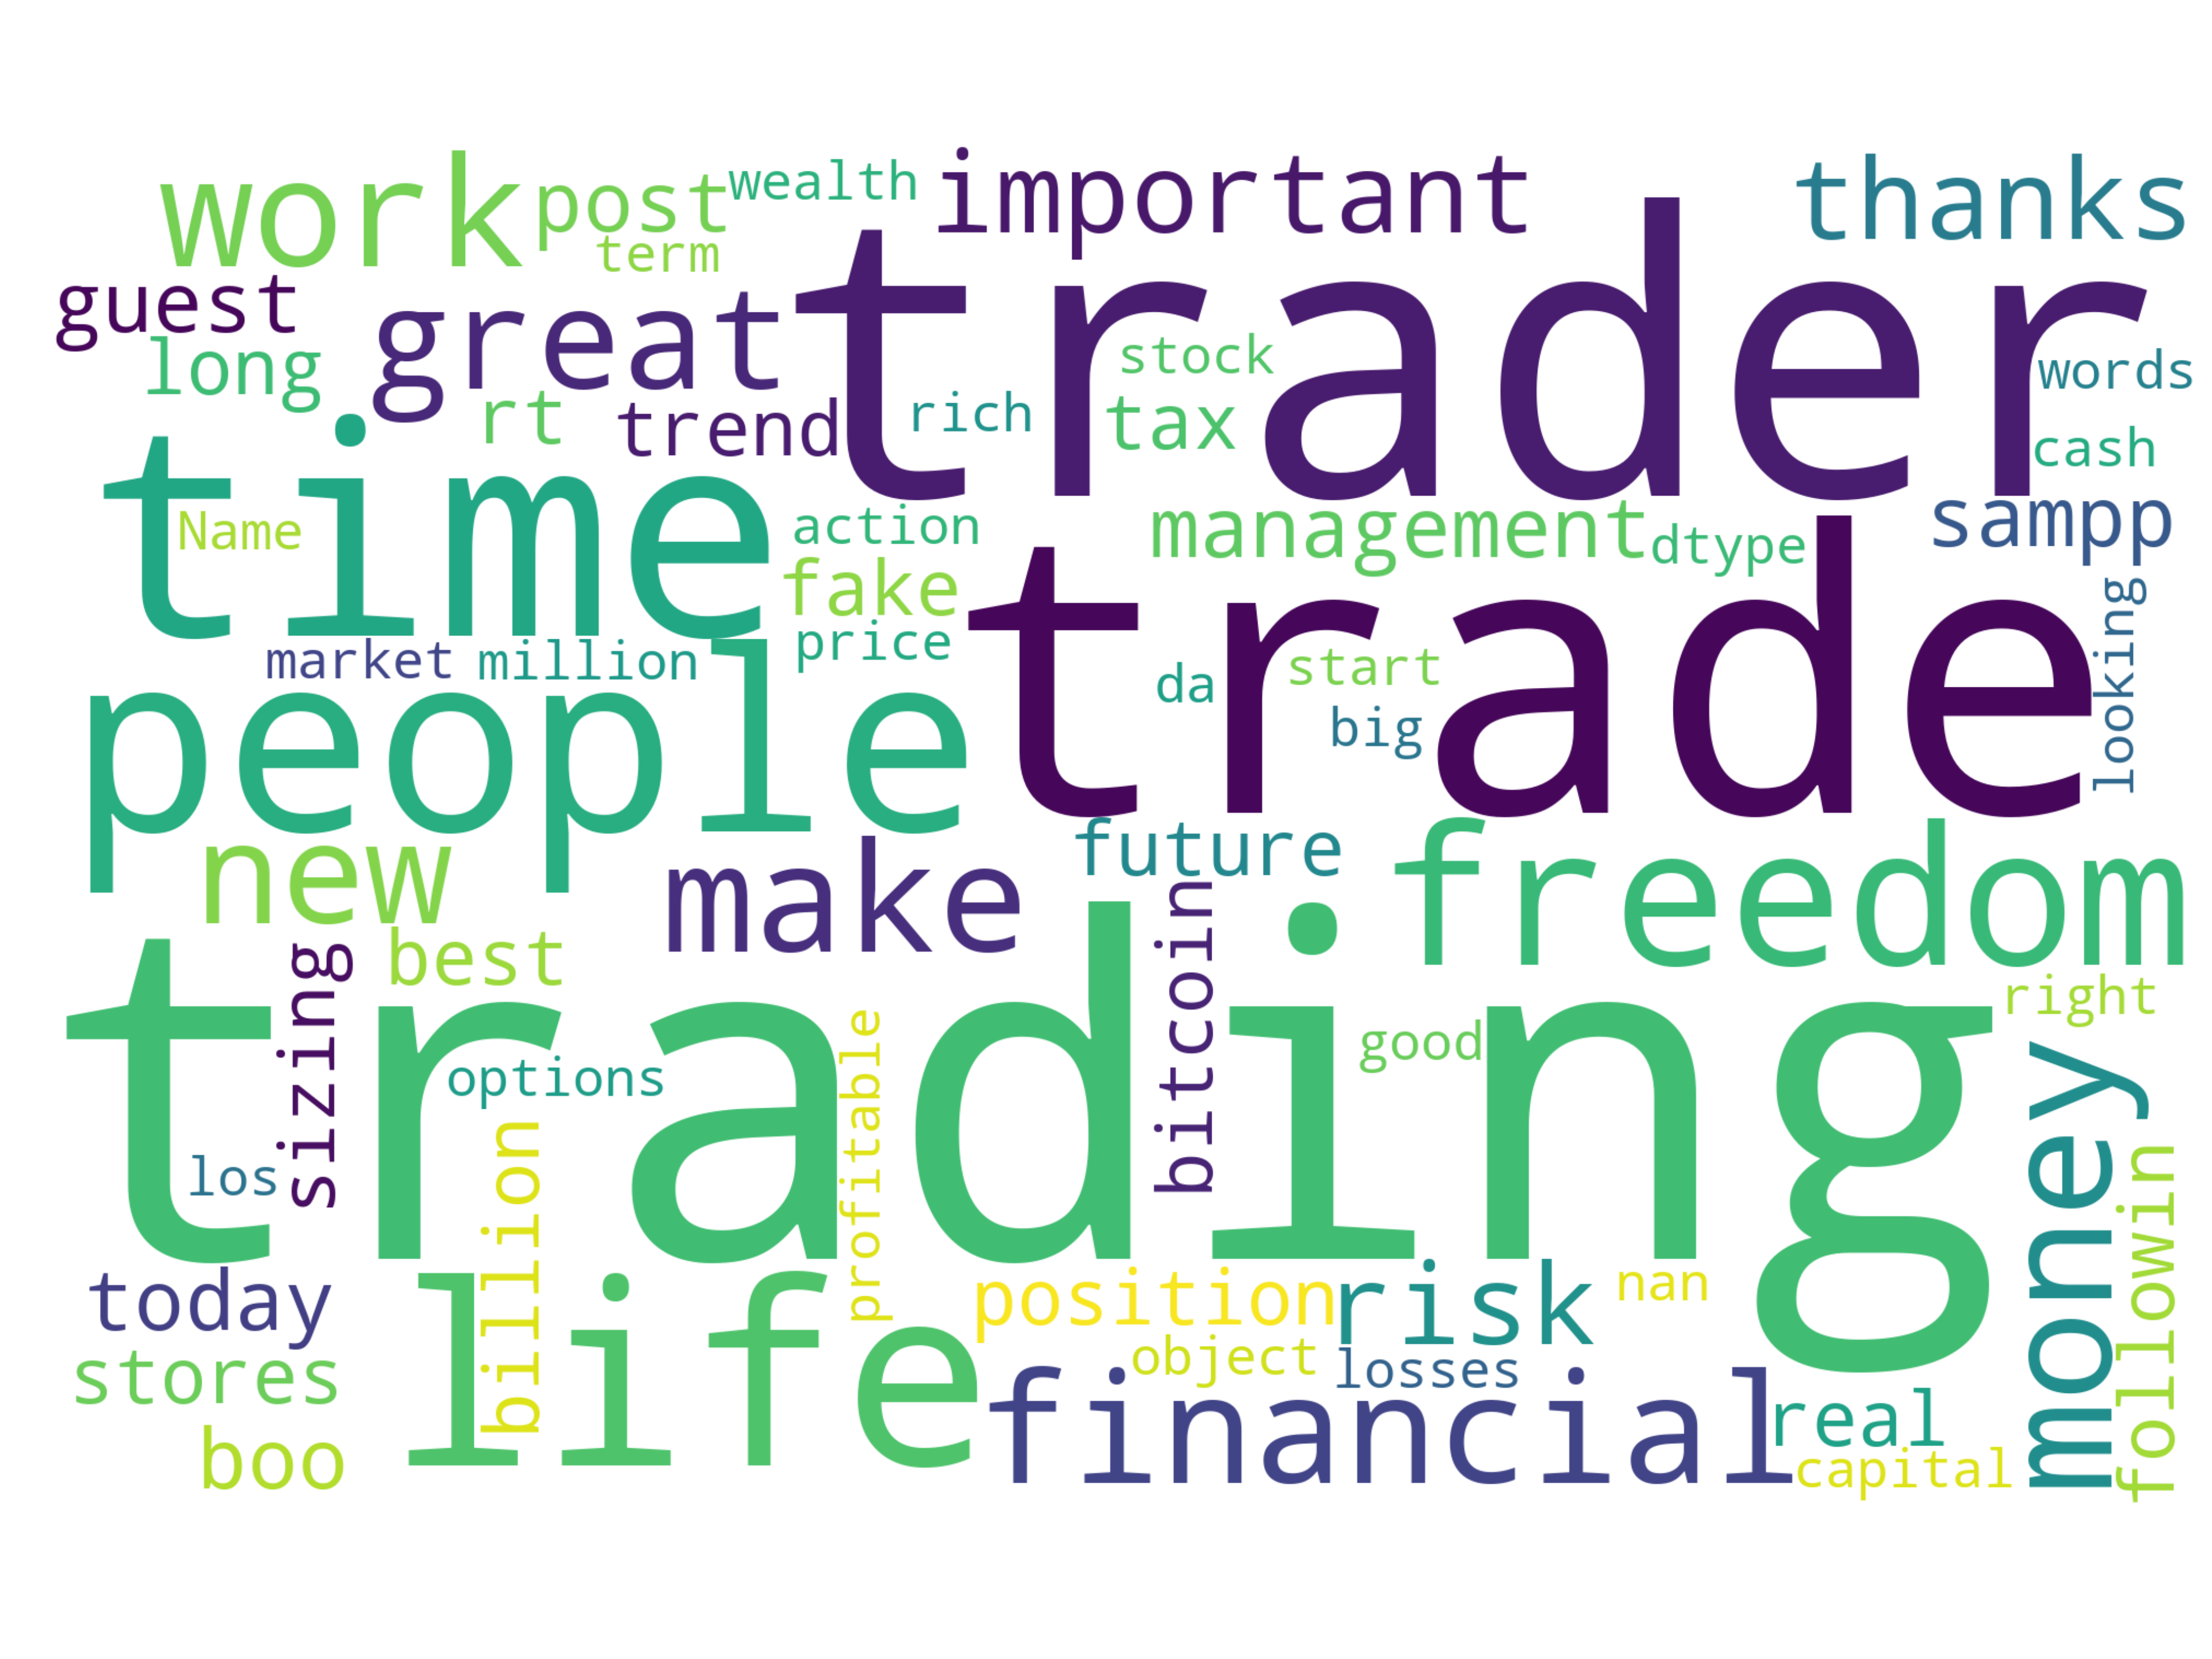 work
post
wealth
important
thanks
term
trader
guest
great
long
stock
words
rt
trend
rich
tax
cash
time
Name
action
management
dtype
sampp
fake
trade
looking
market
million
price
start
people
da
big
new
make
future
freedom
best
bitcoin
sizing
trading
right
good
options
profitable
money
los
billion
followin
today
life
position
risk
nan
stores
object
losses
financial
real
boo
capital